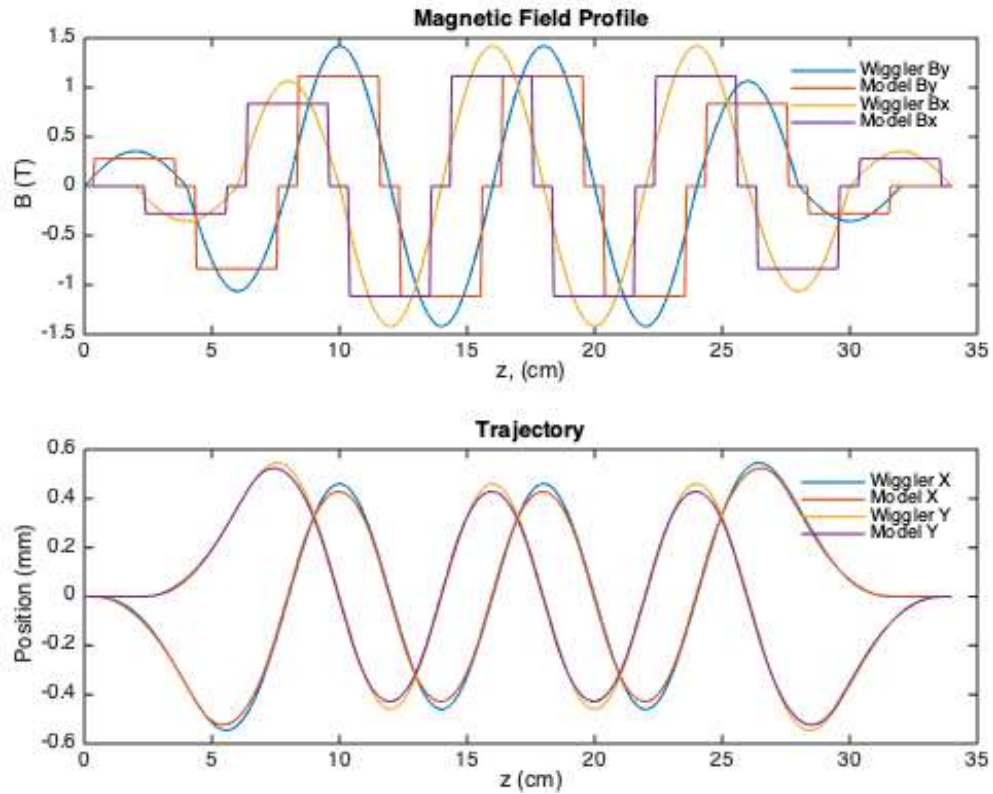 Magnetic Field Profile
1.5
1
0.5
0
-0.5
-1
-1.5
B (T)
Wiggler By
Model By
Wiggler Bx
Model Bx
0 5 10 15 20 25 30 35
z, (cm)
Trajectory
0.6
0.4
0.2
0
-0.2
-0.4
-0.6
Position (mm)
Wiggler X
Model X
Wiggler Y
Model Y
0 5 10 15 20 25 30 35
z (cm)